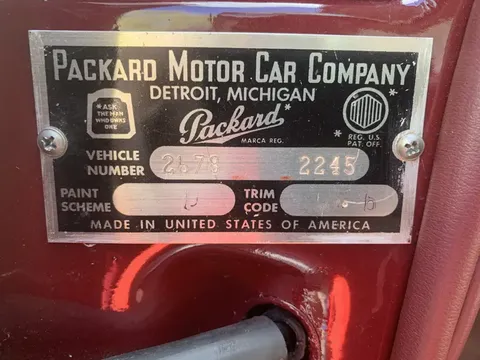 PACKARD MOTOR CAR COMPANY
DETROIT, MICHIGAN
*ASK
THE MAN
WHO OWNS
ONE
Packard*
MARCA REG.
*
REG. U.S.
PAT. OFF.
VEHICLE
NUMBER
2245
PAINT
SCHEME
TRIM
CODE
MADE IN UNITED STATES OF AMERICA